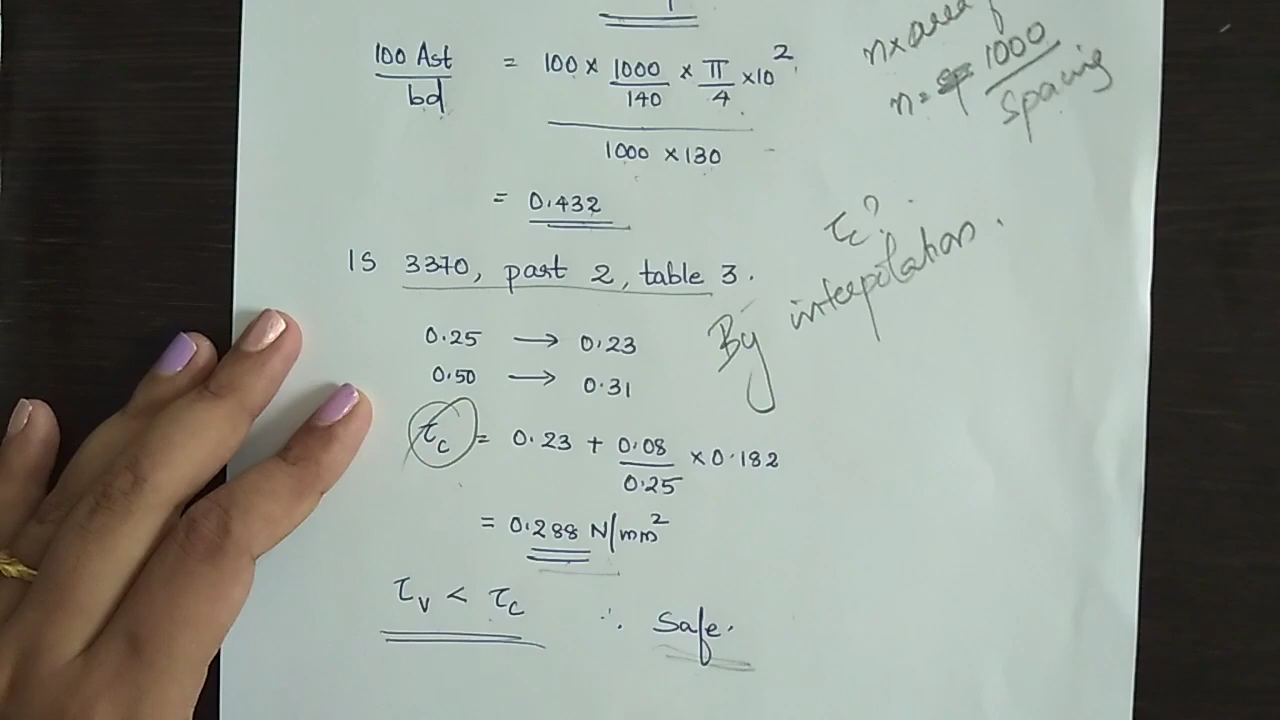 100 Ast / bd = 100 × 1000/140 × π/4 × 10²
1000 × 130
= 0.432
n × area
n = 1000 / Spacing
IS 3370, part 2, table 3.
τc?
By interpolation.
0.25 → 0.23
0.50 → 0.31
τc = 0.23 + 0.08/0.25 × 0.182
= 0.288 N/mm²
τv < τc ∴ Safe.